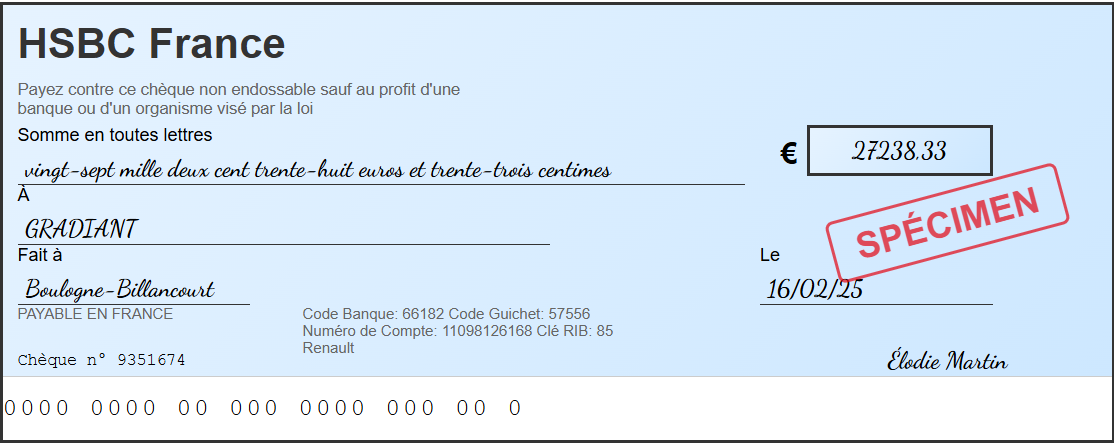 HSBC France
Payez contre ce chèque non endossable sauf au profit d'une
banque ou d'un organisme visé par la loi
Somme en toutes lettres
€ 27238.33
vingt-sept mille deux cent trente-huit euros et trente-trois centimes
À
GRADIANT
SPÉCIMEN
Fait à
Le
Boulogne-Billancourt
16/02/25
PAYABLE EN FRANCE
Code Banque: 66182 Code Guichet: 57556
Numéro de Compte: 11098126168 Clé RIB: 85
Renault
Chèque n° 9351674
Élodie Martin
0000 0000 00 000 0000 000 00 0